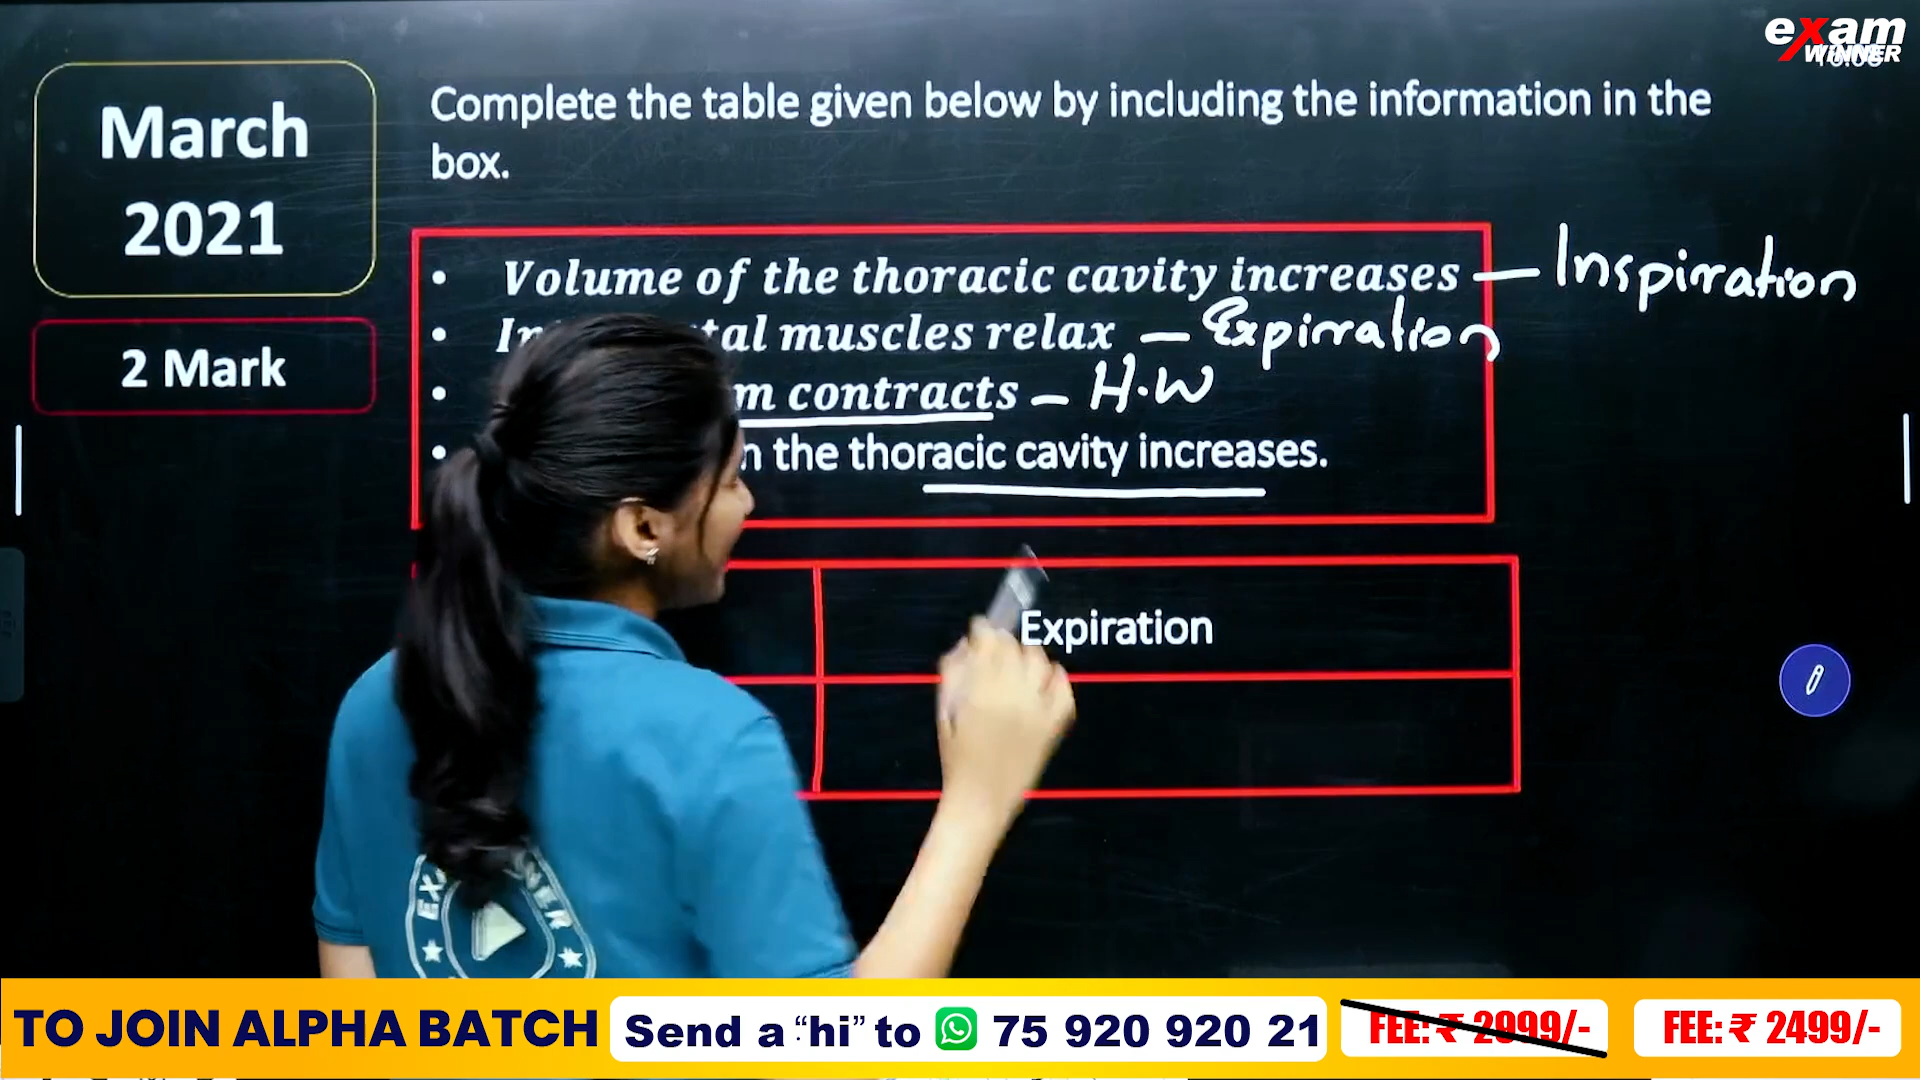 exam
WINNER
March
2021
2 Mark
Complete the table given below by including the information in the
box.
• Volume of the thoracic cavity increases — Inspiration
• tal muscles relax — Expiration
• m contracts — H.W
• the thoracic cavity increases.
Expiration
TO JOIN ALPHA BATCH
Send a “hi” to 75 920 920 21
FEE: ₹ 2999/-
FEE: ₹ 2499/-